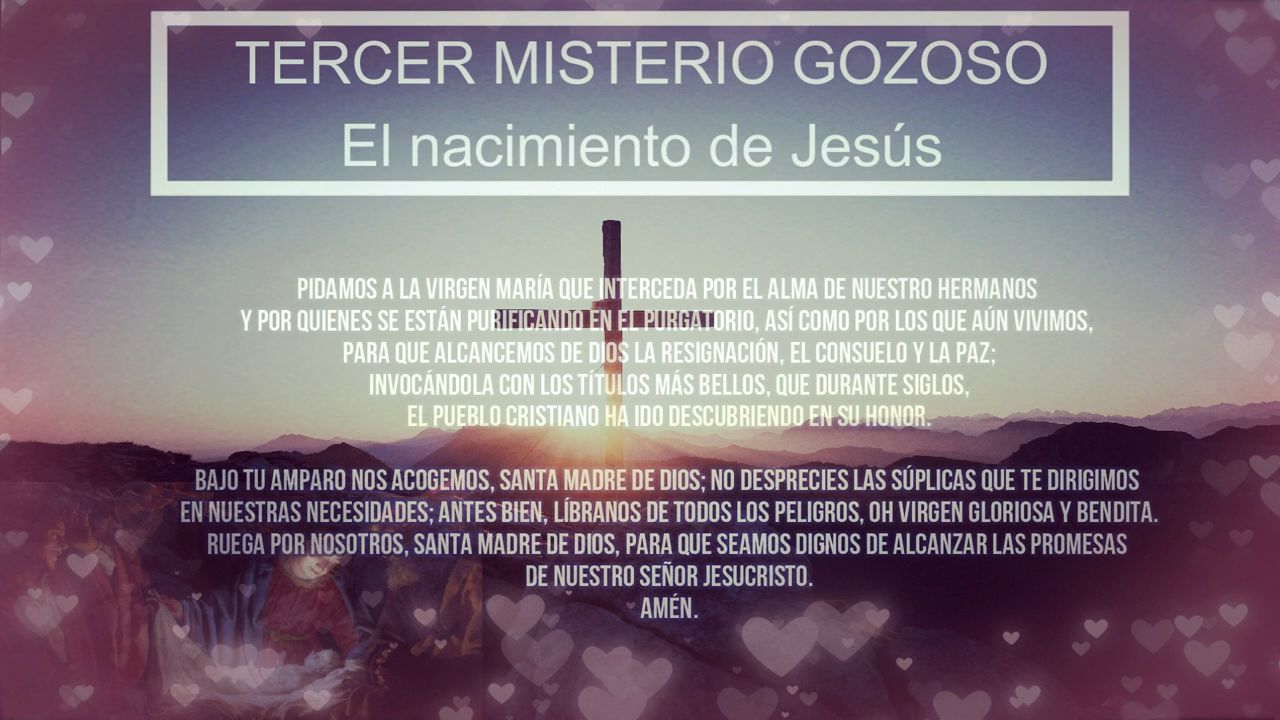 TERCER MISTERIO GOZOSO
El nacimiento de Jesús
PIDAMOS A LA VIRGEN MARÍA QUE INTERCEDA POR EL ALMA DE NUESTRO HERMANOS
Y POR QUIENES SE ESTÁN PURIFICANDO EN EL PURGATORIO, ASÍ COMO POR LOS QUE AÚN VIVIMOS,
PARA QUE ALCANCEMOS DE DIOS LA RESIGNACIÓN, EL CONSUELO Y LA PAZ;
INVOCÁNDOLA CON LOS TÍTULOS MÁS BELLOS, QUE DURANTE SIGLOS,
EL PUEBLO CRISTIANO HA IDO DESCUBRIENDO EN SU HONOR.
BAJO TU AMPARO NOS ACOGEMOS, SANTA MADRE DE DIOS; NO DESPRECIES LAS SÚPLICAS QUE TE DIRIGIMOS
EN NUESTRAS NECESIDADES; ANTES BIEN, LÍBRANOS DE TODOS LOS PELIGROS, OH VIRGEN GLORIOSA Y BENDITA.
RUEGA POR NOSOTROS, SANTA MADRE DE DIOS, PARA QUE SEAMOS DIGNOS DE ALCANZAR LAS PROMESAS
DE NUESTRO SEÑOR JESUCRISTO.
AMÉN.